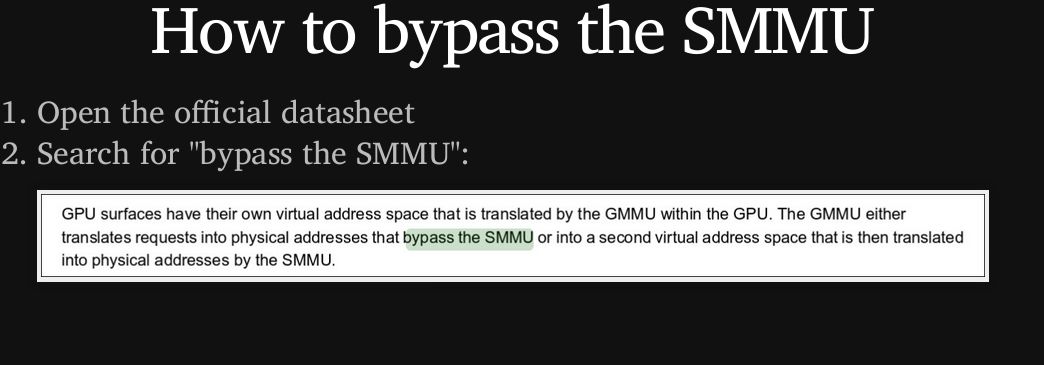 How to bypass the SMMU
1. Open the official datasheet
2. Search for "bypass the SMMU":
GPU surfaces have their own virtual address space that is translated by the GMMU within the GPU. The GMMU either
translates requests into physical addresses that bypass the SMMU or into a second virtual address space that is then translated
into physical addresses by the SMMU.